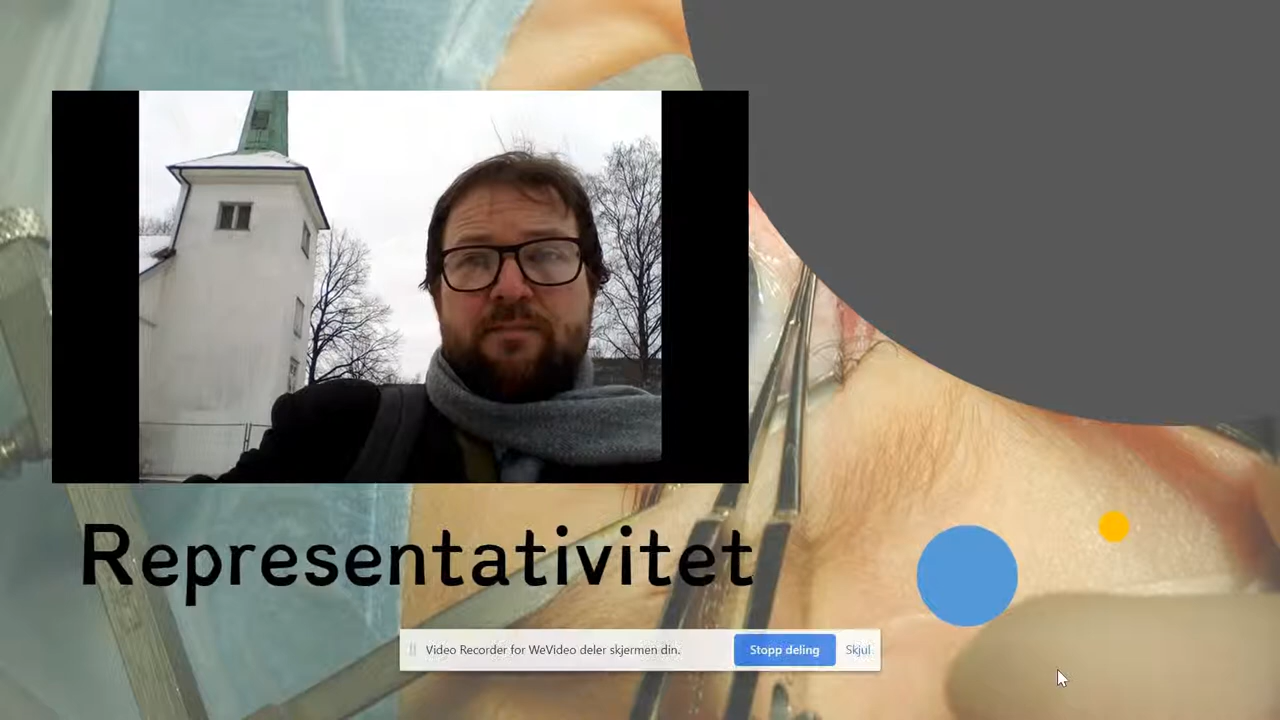 Representativitet
Video Recorder for WeVideo deler skjermen din.
Stopp deling
Skjul